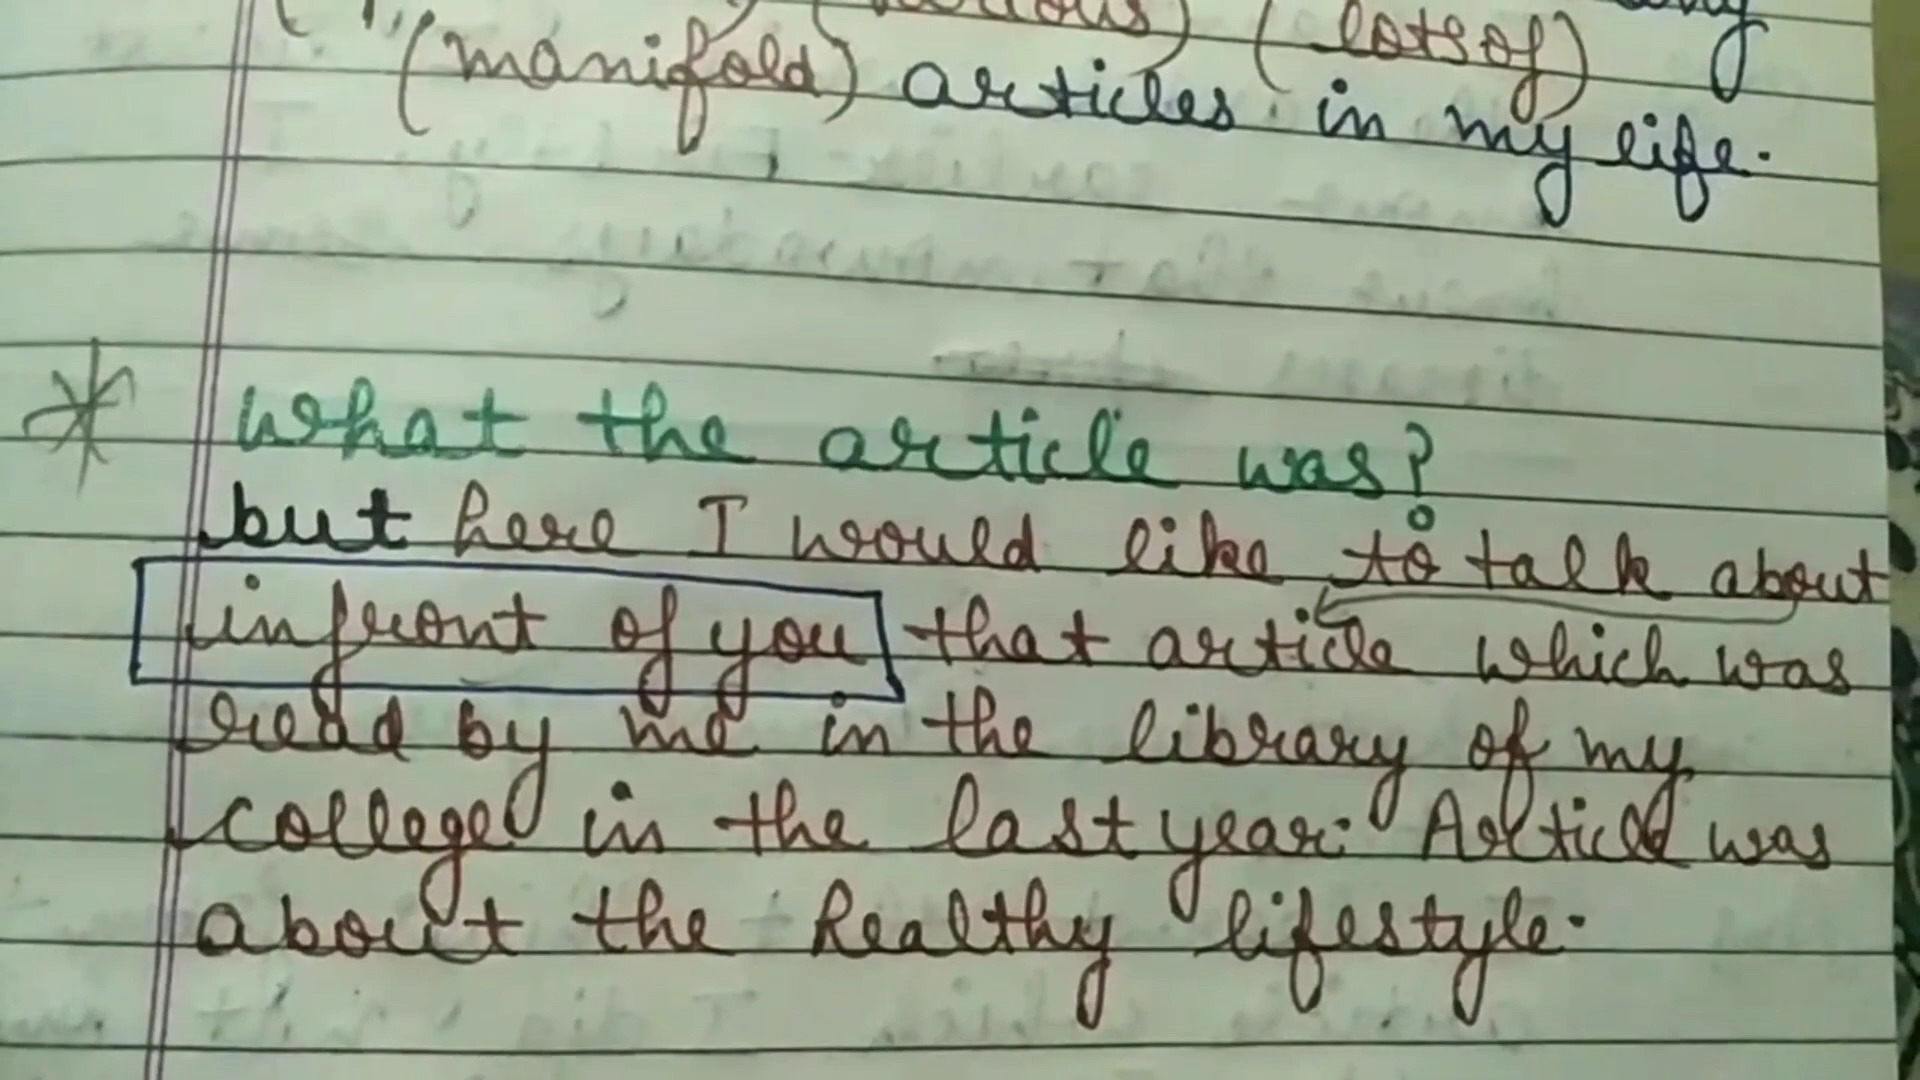 (lots of)
(manifold) articles in my life.
* What the article was?
but here I would like to talk about
infront of you that article which was
read by me in the library of my
college in the last year. Article was
about the healthy lifestyle.